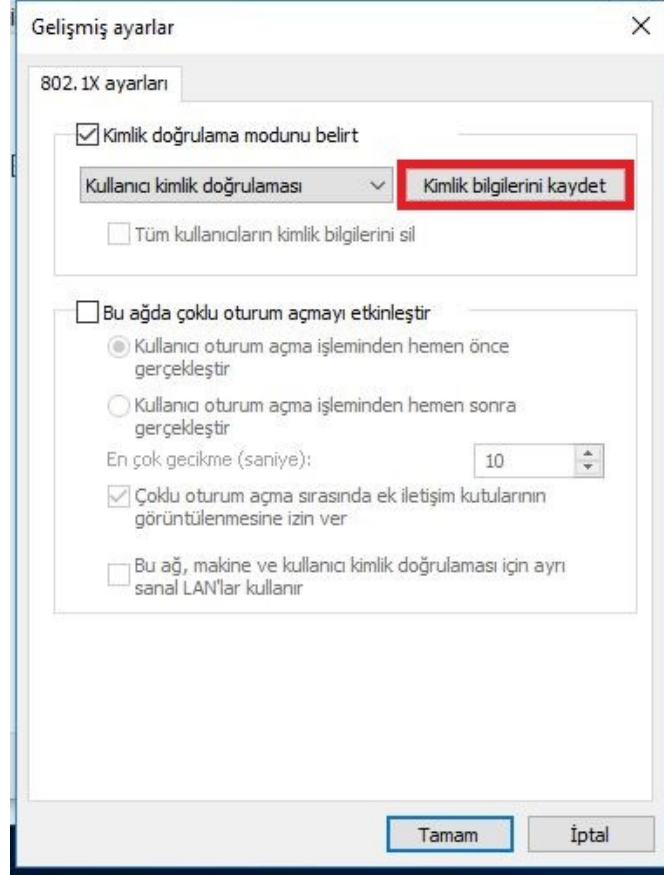 Gelişmiş ayarlar
802.1X ayarları
Kimlik doğrulama modunu belirt
Kullanıcı kimlik doğrulaması
Kimlik bilgilerini kaydet
Tüm kullanıcıların kimlik bilgilerini sil
Bu ağda çoklu oturum açmayı etkinleştir
Kullanıcı oturum açma işleminden hemen önce
gerçekleştir
Kullanıcı oturum açma işleminden hemen sonra
gerçekleştir
En çok gecikme (saniye):
10
Çoklu oturum açma sırasında ek iletişim kutularının
görüntülenmesine izin ver
Bu ağ, makine ve kullanıcı kimlik doğrulaması için ayrı
sanal LAN'lar kullanır
Tamam
İptal